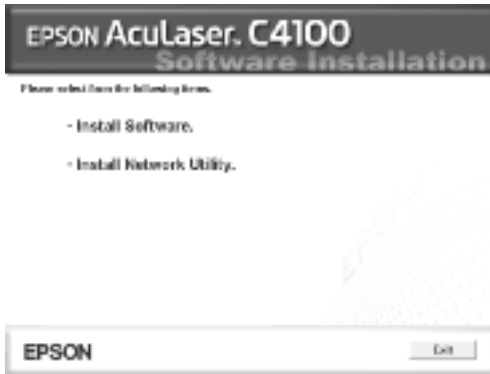 EPSON AcuLaser. C4100
Software Installation
Please select from the following items.
- Install Software.
- Install Network Utility.
EPSON
Exit